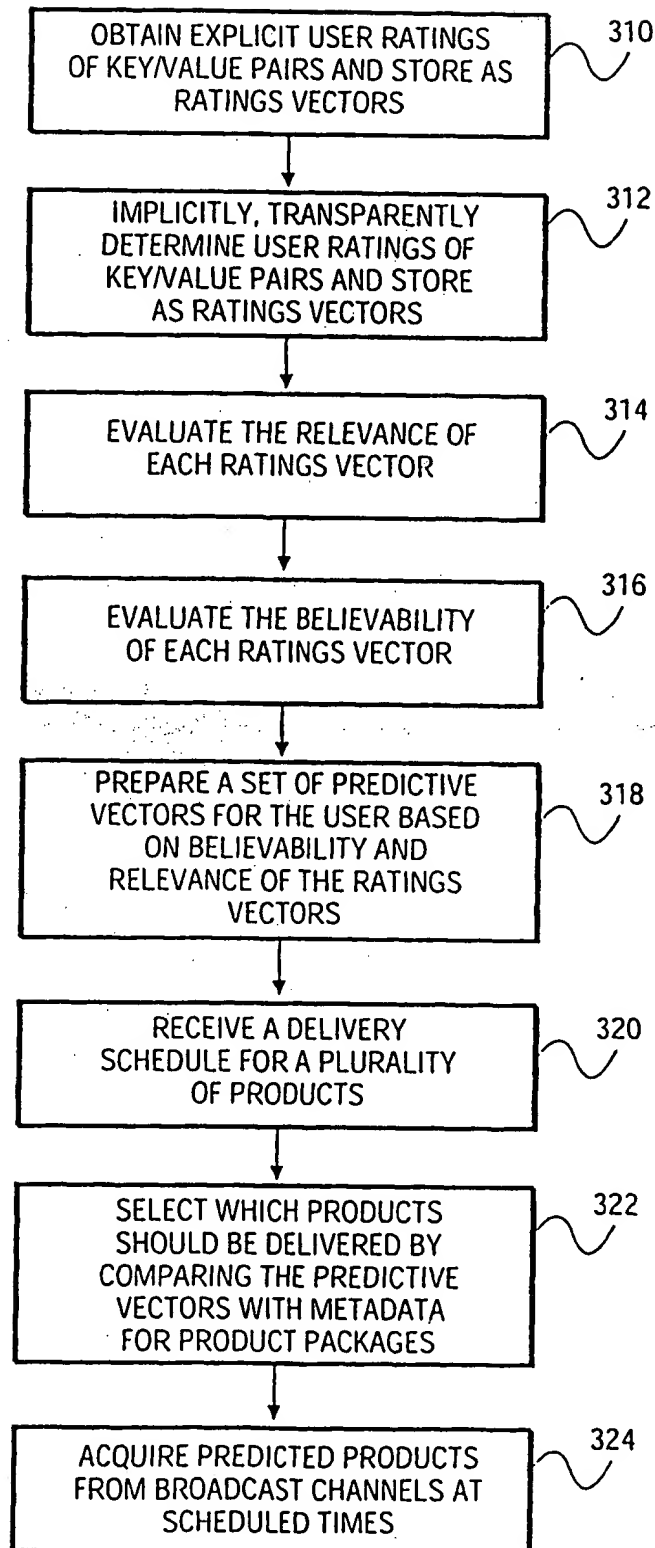 OBTAIN EXPLICIT USER RATINGS
OF KEY/VALUE PAIRS AND STORE AS
RATINGS VECTORS
310
IMPLICITLY, TRANSPARENTLY
DETERMINE USER RATINGS OF
KEY/VALUE PAIRS AND STORE
AS RATINGS VECTORS
312
EVALUATE THE RELEVANCE OF
EACH RATINGS VECTOR
314
EVALUATE THE BELIEVABILITY
OF EACH RATINGS VECTOR
316
PREPARE A SET OF PREDICTIVE
VECTORS FOR THE USER BASED
ON BELIEVABILITY AND
RELEVANCE OF THE RATINGS
VECTORS
318
RECEIVE A DELIVERY
SCHEDULE FOR A PLURALITY
OF PRODUCTS
320
SELECT WHICH PRODUCTS
SHOULD BE DELIVERED BY
COMPARING THE PREDICTIVE
VECTORS WITH METADATA
FOR PRODUCT PACKAGES
322
ACQUIRE PREDICTED PRODUCTS
FROM BROADCAST CHANNELS AT
SCHEDULED TIMES
324